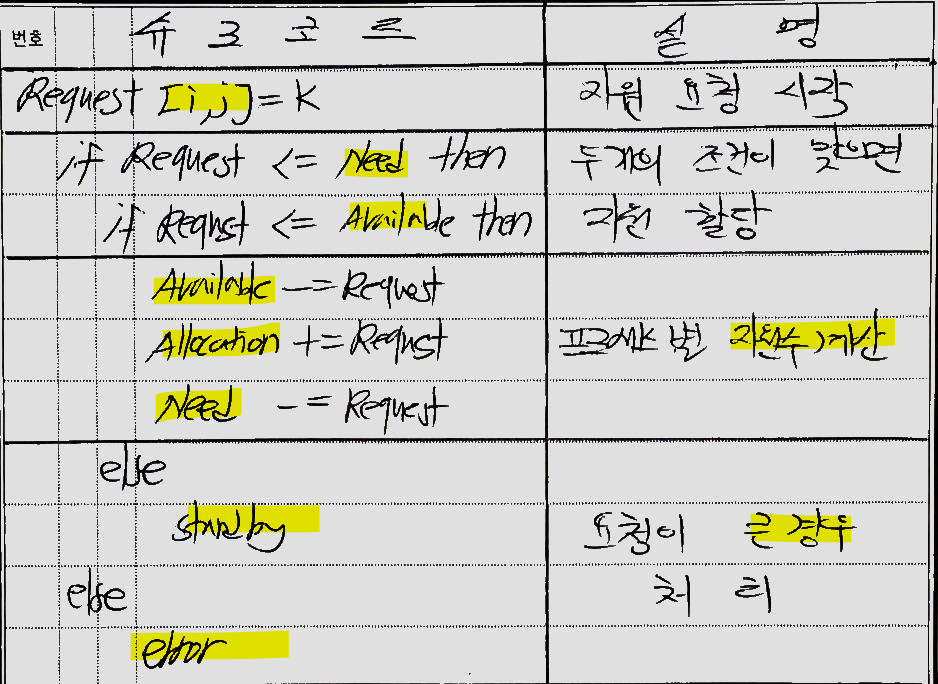 번호 슈도코드 설명
Request [i,j] = K 자원 요청 시작
if Request <= Need then 두개의 조건이 맞으면
if Request <= Available then 자원 할당
Available -= Request
Allocation += Request 프로세스 별 자원수 계산
Need -= Request
else
stand by 요청이 큰 경우
else 처리
error